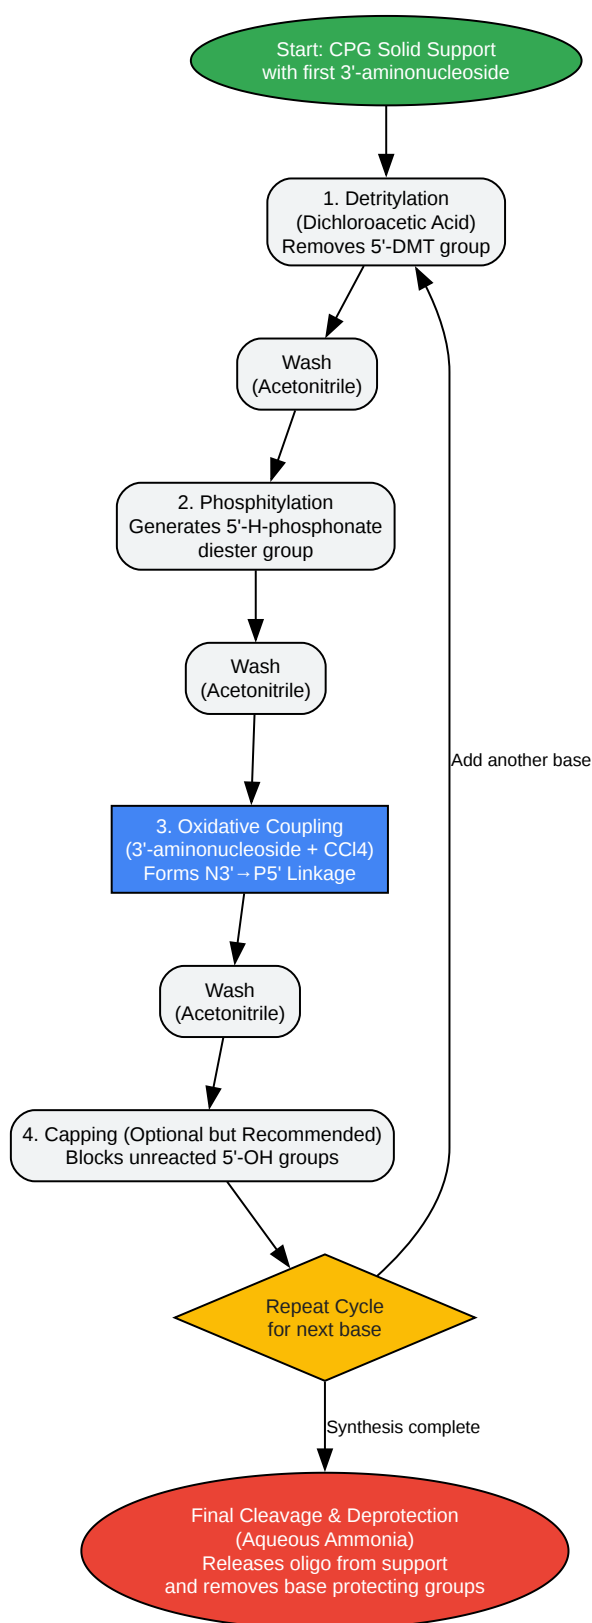 Start: CPG Solid Support
with first 3'-aminonucleoside
1. Detritylation
(Dichloroacetic Acid)
Removes 5'-DMT group
Wash
(Acetonitrile)
2. Phosphitylation
Generates 5'-H-phosphonate
diester group
Wash
(Acetonitrile)
Add another base
3. Oxidative Coupling
(3'-aminonucleoside + CCl4)
Forms N3'→P5' Linkage
Wash
(Acetonitrile)
4. Capping (Optional but Recommended)
Blocks unreacted 5'-OH groups
Repeat Cycle
for next base
Synthesis complete
Final Cleavage & Deprotection
(Aqueous Ammonia)
Releases oligo from support
and removes base protecting groups